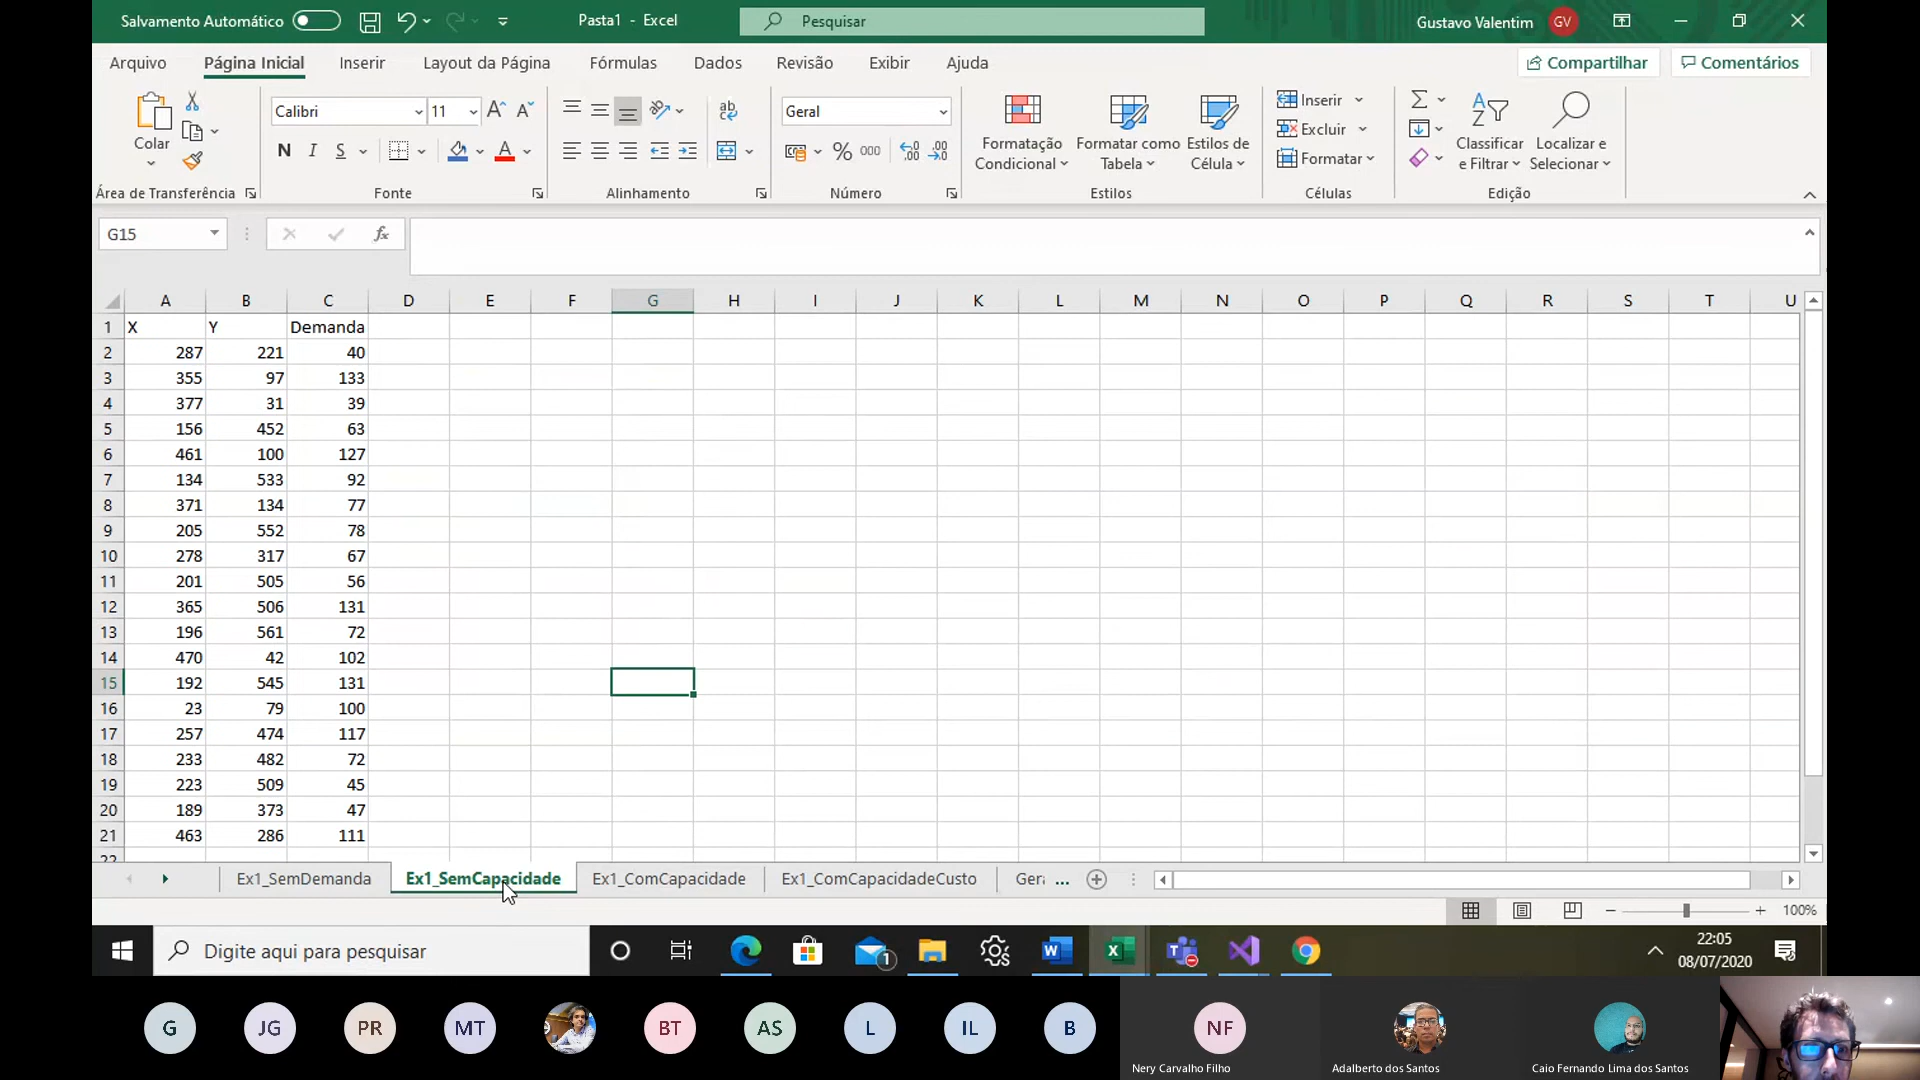 Salvamento Automático
Pasta1 - Excel
Pesquisar
Gustavo Valentim
GV
Arquivo
Página Inicial
Inserir
Layout da Página
Fórmulas
Dados
Revisão
Exibir
Ajuda
Compartilhar
Comentários
Colar
Calibri
11
N I S
Geral
% 000
Formatação Condicional
Formatar como Tabela
Estilos de Célula
Inserir
Excluir
Formatar
Classificar e Filtrar
Localizar e Selecionar
Área de Transferência
Fonte
Alinhamento
Número
Estilos
Células
Edição
G15
fx
A B C D E F G H I J K L M N O P Q R S T U
1 X Y Demanda
2 287 221 40
3 355 97 133
4 377 31 39
5 156 452 63
6 461 100 127
7 134 533 92
8 371 134 77
9 205 552 78
10 278 317 67
11 201 505 56
12 365 506 131
13 196 561 72
14 470 42 102
15 192 545 131
16 23 79 100
17 257 474 117
18 233 482 72
19 223 509 45
20 189 373 47
21 463 286 111
22
Ex1_SemDemanda
Ex1_SemCapacidade
Ex1_ComCapacidade
Ex1_ComCapacidadeCusto
Ger
...
100%
Digite aqui para pesquisar
1
22:05
08/07/2020
G JG PR MT BT AS L IL B NF
Nery Carvalho Filho
Adalberto dos Santos
Caio Fernando Lima dos Santos